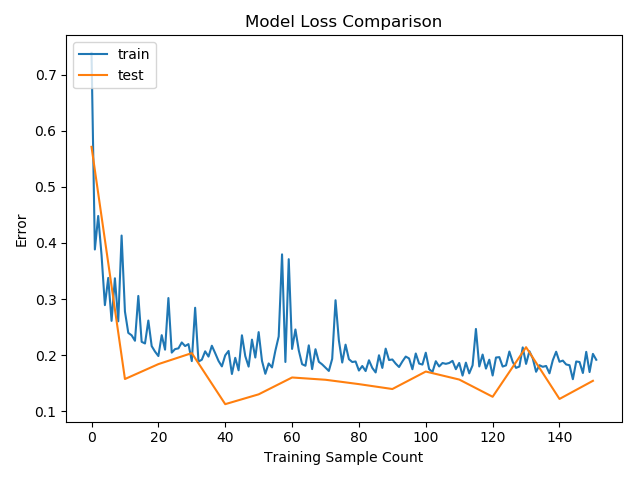 Model Loss Comparison
train
test
Error
0.7
0.6
0.5
0.4
0.3
0.2
0.1
0 20 40 60 80 100 120 140
Training Sample Count